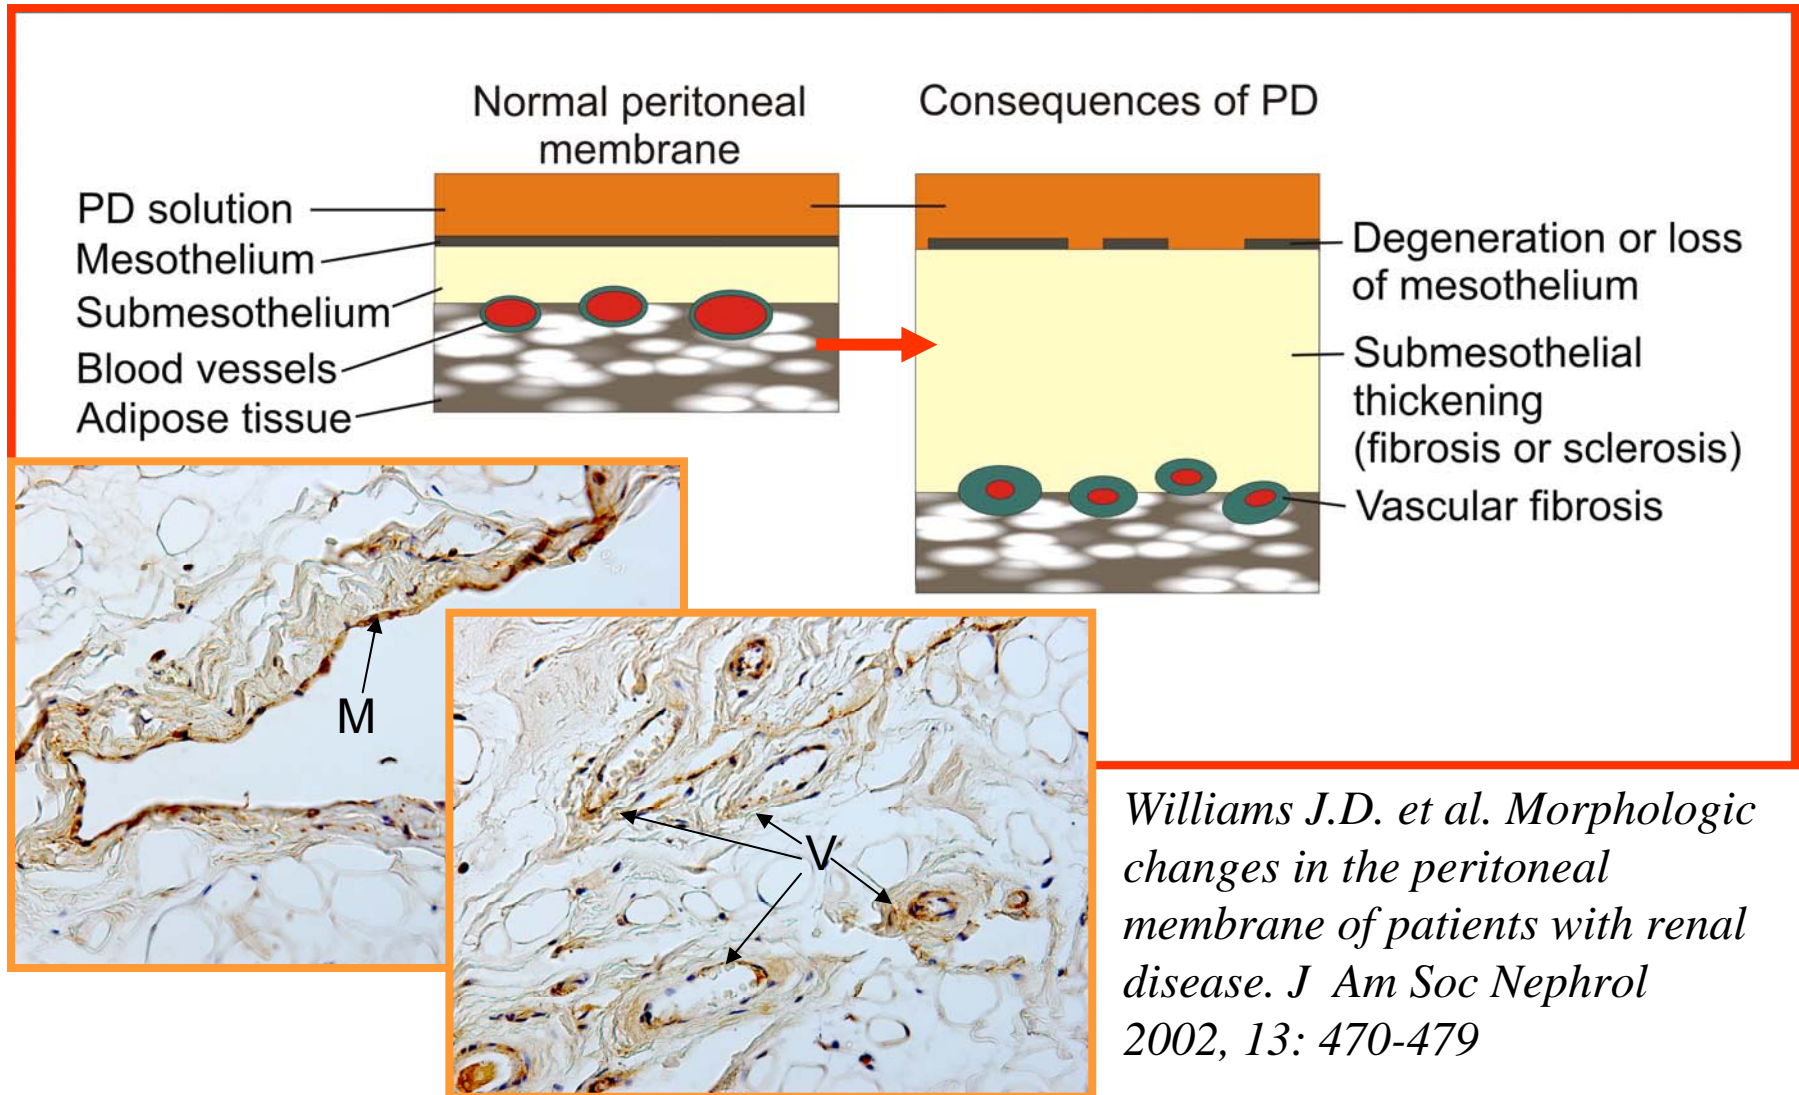 Normal peritoneal
membrane
Consequences of PD
PD solution
Mesothelium
Submesothelium
Blood vessels
Adipose tissue
Degeneration or loss
of mesothelium
Submesothelial
thickening
(fibrosis or sclerosis)
Vascular fibrosis
M
V
Williams J.D. et al. Morphologic
changes in the peritoneal
membrane of patients with renal
disease. J Am Soc Nephrol
2002, 13: 470-479